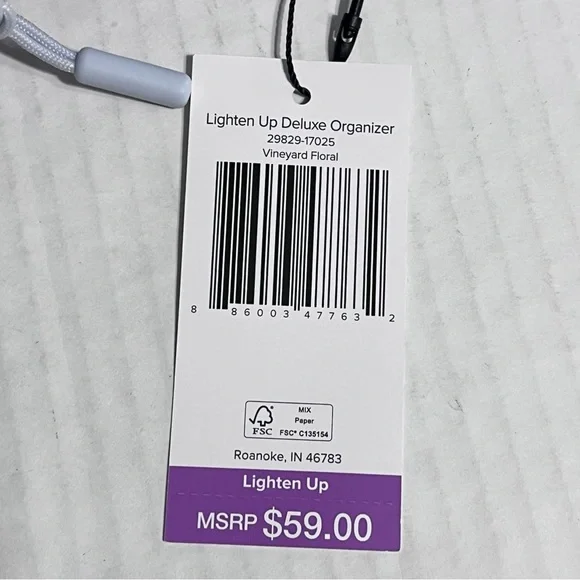 Lighten Up Deluxe Organizer
29829-17025
Vineyard Floral
8 86003 47763 2
MIX
Paper
FSC FSC® C135154
Roanoke, IN 46783
Lighten Up
MSRP $59.00